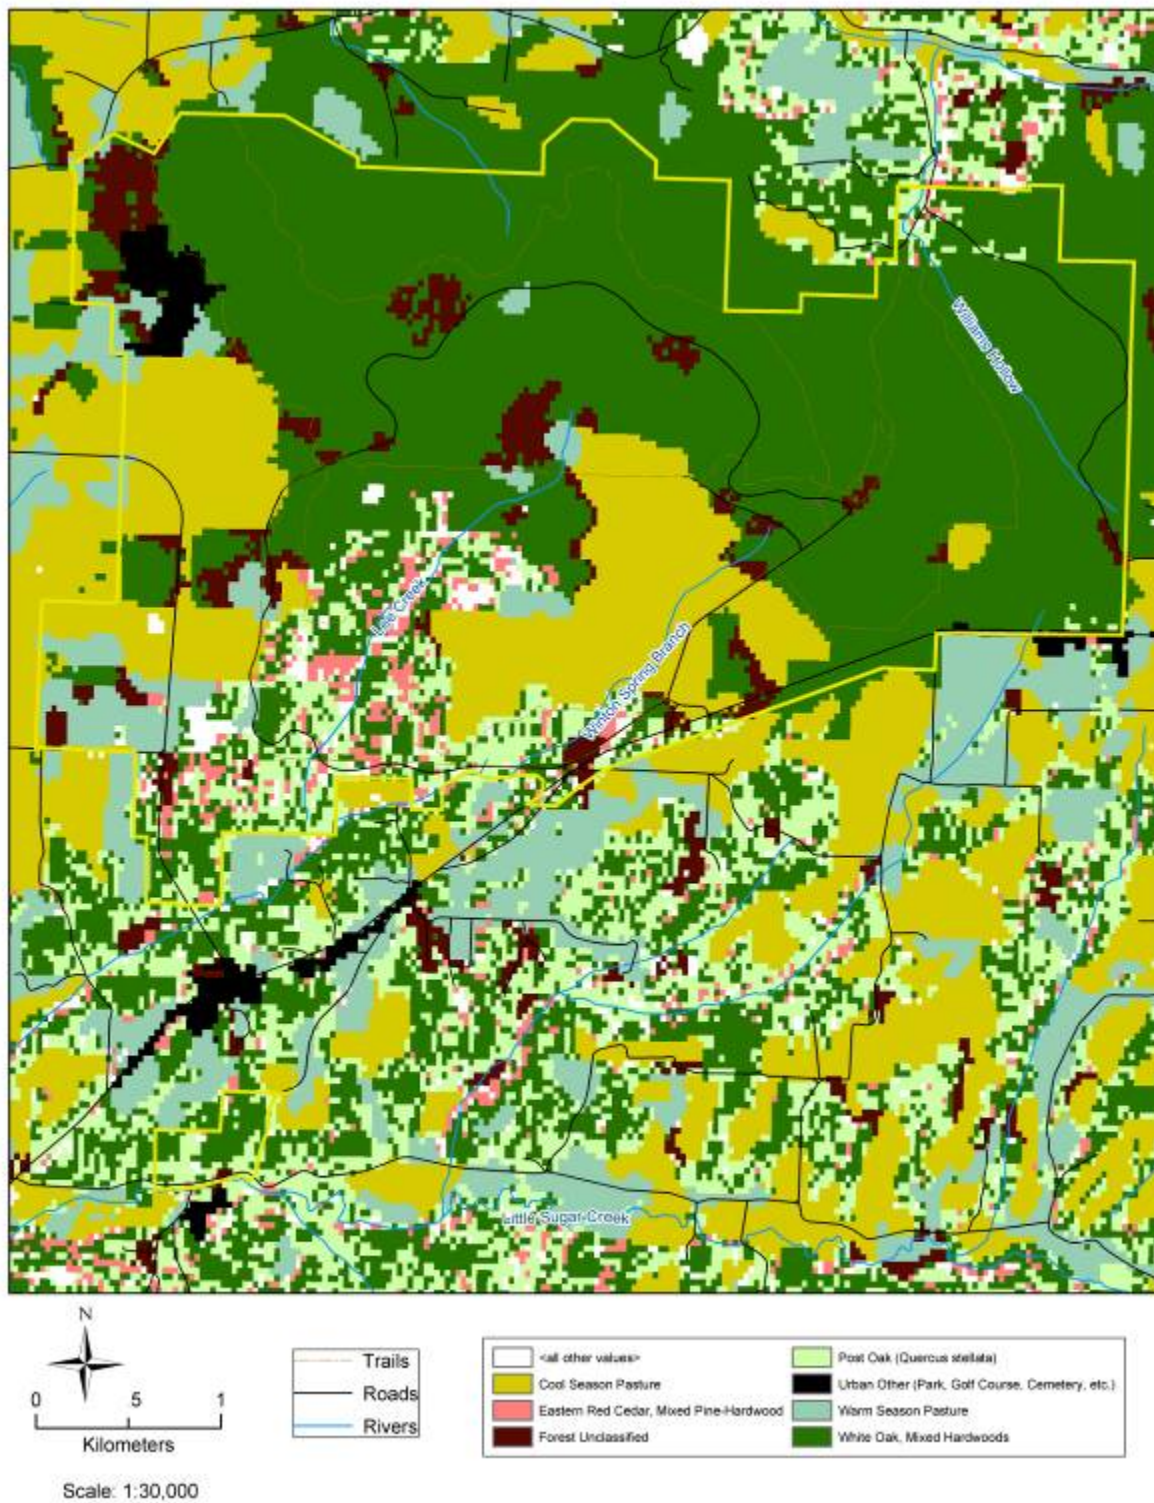 Williams Hollow
Lee Creek
Winton Spring Branch
Little Sugar Creek
N
0 5 1
Kilometers
Scale: 1:30,000
Trails
Roads
Rivers
<all other values>
Cool Season Pasture
Eastern Red Cedar, Mixed Pine-Hardwood
Forest Unclassified
Post Oak (Quercus stellata)
Urban Other (Park, Golf Course, Cemetery, etc.)
Warm Season Pasture
White Oak, Mixed Hardwoods